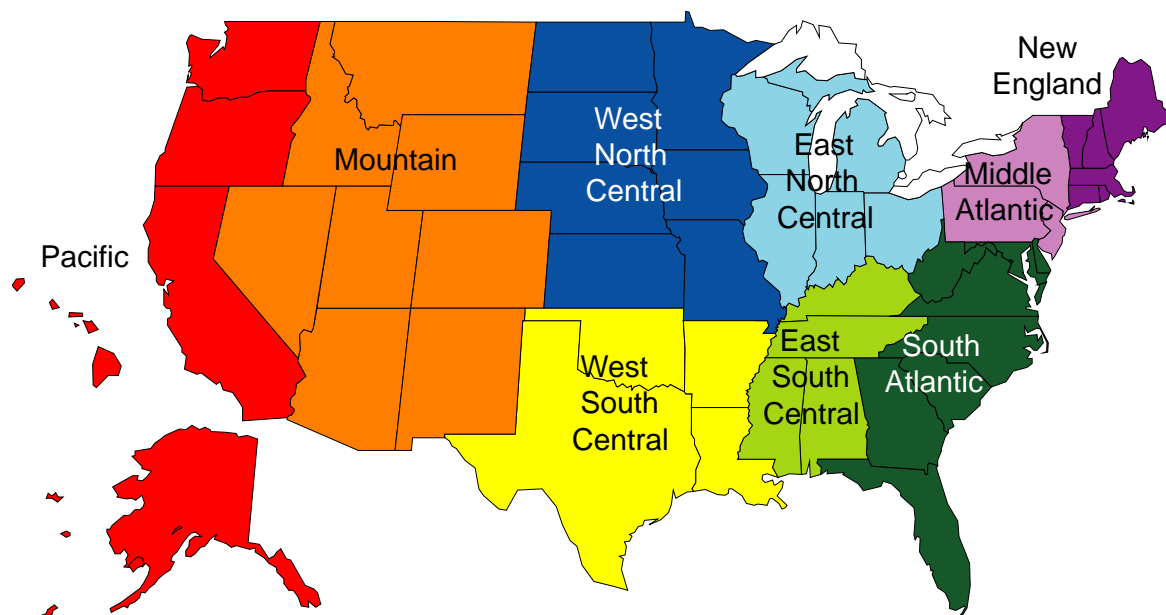 New
England
West
North
Central
East
North
Central
Mountain
Middle
Atlantic
Pacific
East
South
Central
South
Atlantic
West
South
Central